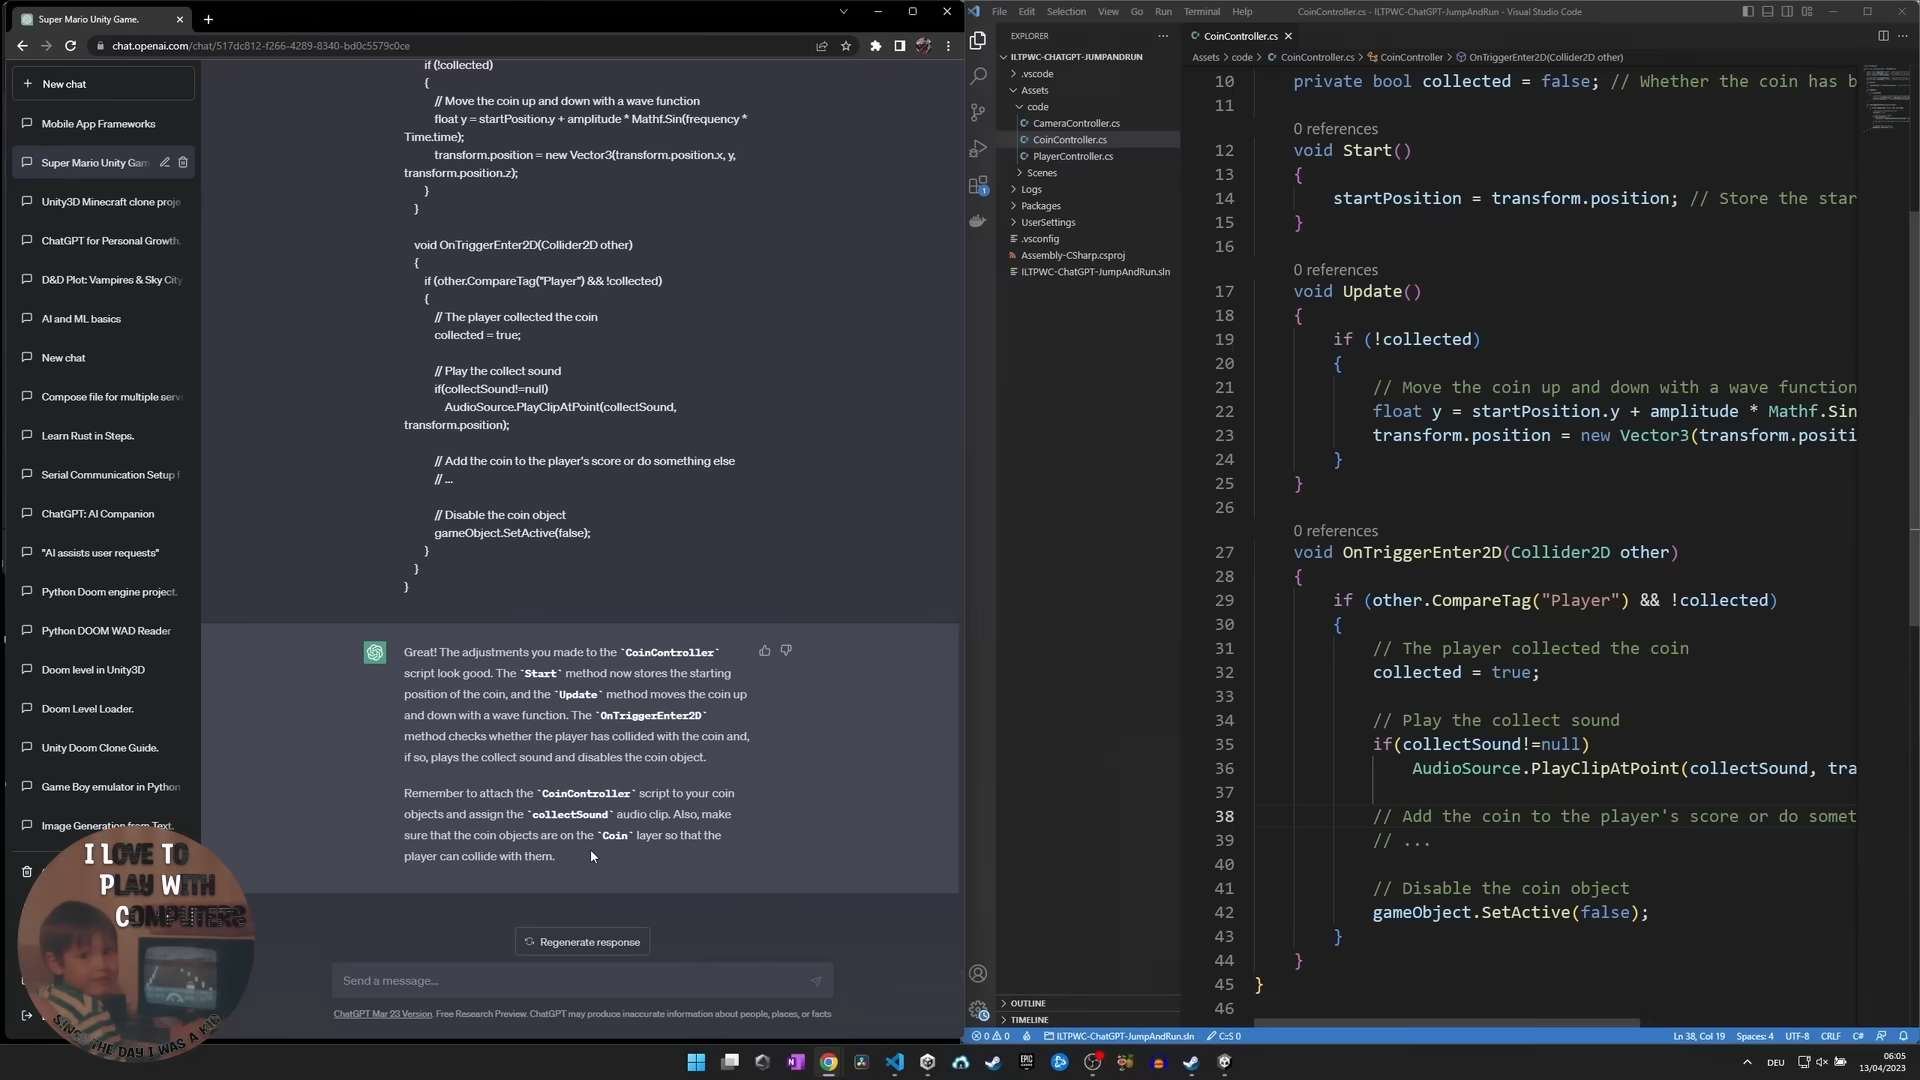 Super Mario Unity Game.
chat.openai.com/chat/517dc812-f266-4289-8340-bd0c5579c0ce
New chat
Mobile App Frameworks
Super Mario Unity Gam
Unity3D Minecraft clone proje
ChatGPT for Personal Growth.
D&D Plot: Vampires & Sky City
AI and ML basics
New chat
Compose file for multiple servi
Learn Rust in Steps.
Serial Communication Setup f
ChatGPT: AI Companion
"AI assists user requests"
Python Doom engine project.
Python DOOM WAD Reader
Doom level in Unity3D
Doom Level Loader.
Unity Doom Clone Guide.
Game Boy emulator in Python
Image Generation from Text.
I LOVE TO
PLAY WITH
COMPUTERS
SINCE THE DAY I WAS A KID
if (!collected)
{
// Move the coin up and down with a wave function
float y = startPosition.y + amplitude * Mathf.Sin(frequency *
Time.time);
transform.position = new Vector3(transform.position.x, y,
transform.position.z);
}
}
void OnTriggerEnter2D(Collider2D other)
{
if (other.CompareTag("Player") && !collected)
{
// The player collected the coin
collected = true;
// Play the collect sound
if(collectSound!=null)
AudioSource.PlayClipAtPoint(collectSound,
transform.position);
// Add the coin to the player's score or do something else
// ...
// Disable the coin object
gameObject.SetActive(false);
}
}
}
Great! The adjustments you made to the `CoinController`
script look good. The `Start` method now stores the starting
position of the coin, and the `Update` method moves the coin up
and down with a wave function. The `OnTriggerEnter2D`
method checks whether the player has collided with the coin and,
if so, plays the collect sound and disables the coin object.
Remember to attach the `CoinController` script to your coin
objects and assign the `collectSound` audio clip. Also, make
sure that the coin objects are on the `Coin` layer so that the
player can collide with them.
Regenerate response
Send a message...
ChatGPT Mar 23 Version. Free Research Preview. ChatGPT may produce inaccurate information about people, places, or facts
File Edit Selection View Go Run Terminal Help
CoinController.cs - ILTPWC-ChatGPT-JumpAndRun - Visual Studio Code
EXPLORER
ILTPWC-CHATGPT-JUMPANDRUN
.vscode
Assets
code
CameraController.cs
CoinController.cs
PlayerController.cs
Scenes
Logs
Packages
UserSettings
.vsconfig
Assembly-CSharp.csproj
ILTPWC-ChatGPT-JumpAndRun.sln
OUTLINE
TIMELINE
1
CoinController.cs
Assets > code > CoinController.cs > CoinController > OnTriggerEnter2D(Collider2D other)
10 private bool collected = false; // Whether the coin has b
11
0 references
12 void Start()
13 {
14 startPosition = transform.position; // Store the star
15 }
16
0 references
17 void Update()
18 {
19 if (!collected)
20 {
21 // Move the coin up and down with a wave function
22 float y = startPosition.y + amplitude * Mathf.Sin
23 transform.position = new Vector3(transform.positi
24 }
25 }
26
0 references
27 void OnTriggerEnter2D(Collider2D other)
28 {
29 if (other.CompareTag("Player") && !collected)
30 {
31 // The player collected the coin
32 collected = true;
33
34 // Play the collect sound
35 if(collectSound!=null)
36 AudioSource.PlayClipAtPoint(collectSound, tra
37
38 // Add the coin to the player's score or do somet
39 // ...
40
41 // Disable the coin object
42 gameObject.SetActive(false);
43 }
44 }
45 }
46
0 0 ILTPWC-ChatGPT-JumpAndRun.sln C:S 0
Ln 38, Col 19 Spaces: 4 UTF-8 CRLF C#
DEU
06:05
13/04/2023